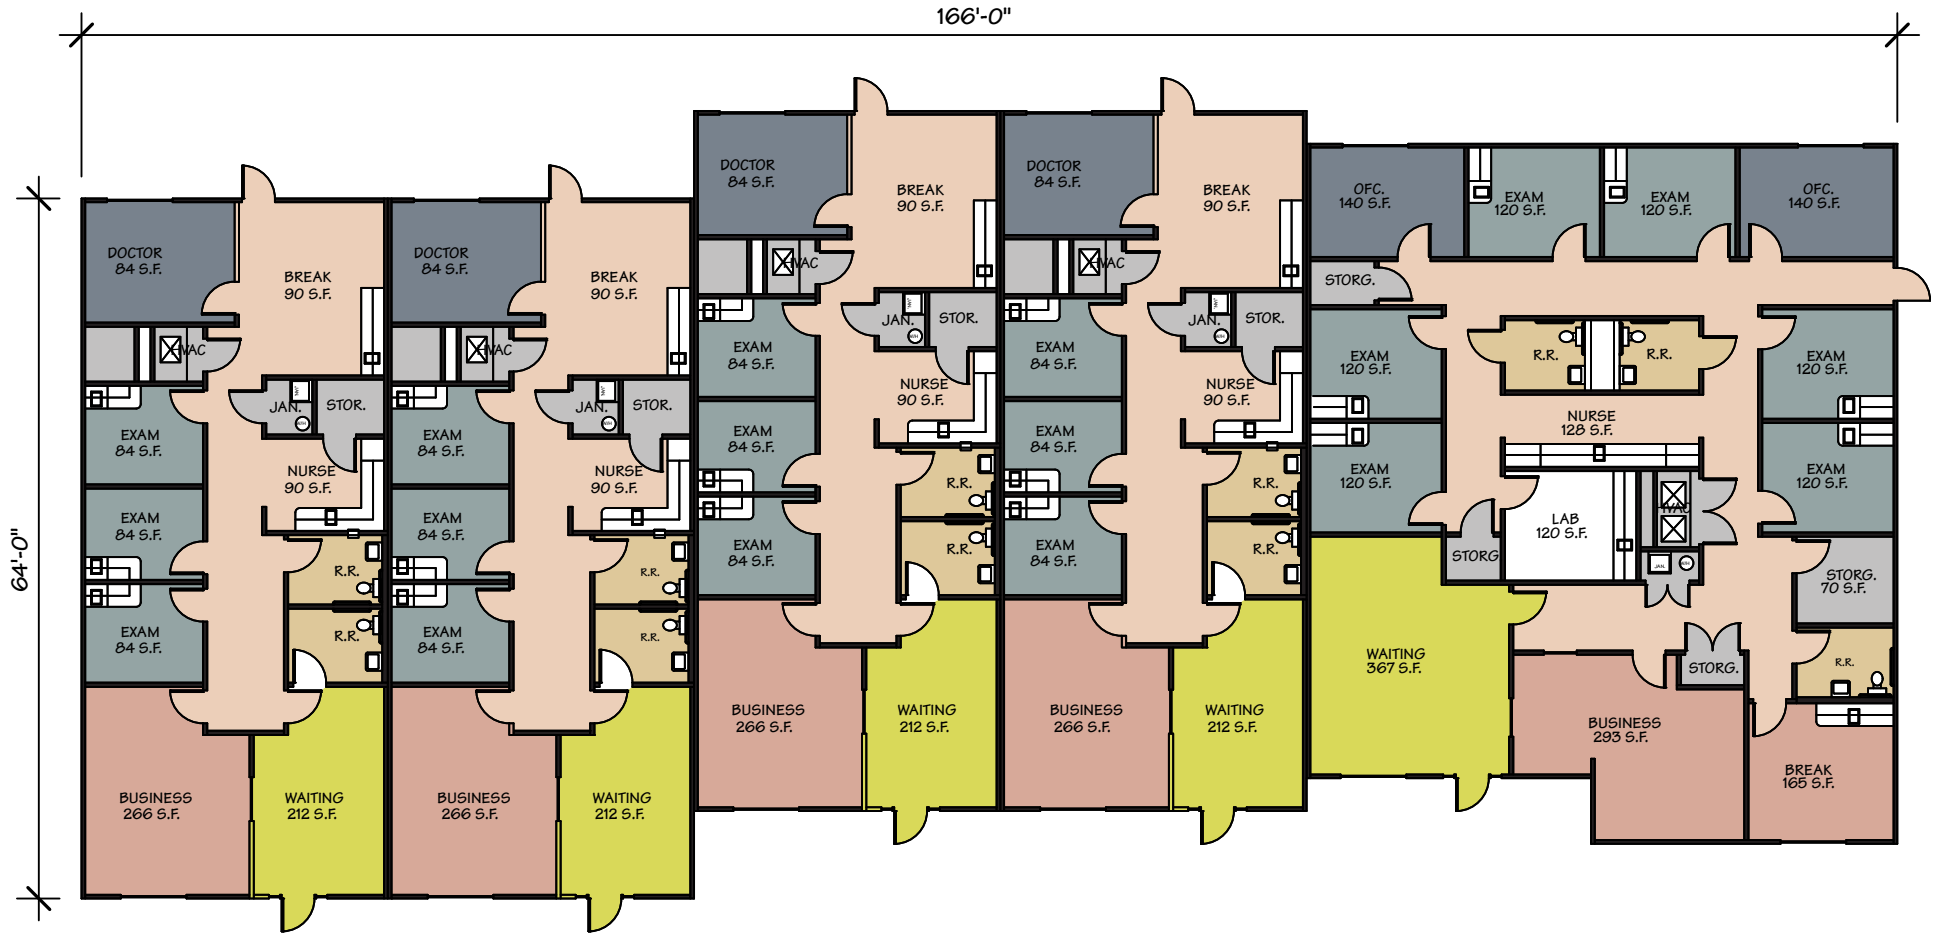 166'-0"
64'-0"
DOCTOR
84 S.F.
BREAK
90 S.F.
HVAC
JAN.
STOR.
EXAM
84 S.F.
NURSE
90 S.F.
EXAM
84 S.F.
R.R.
EXAM
84 S.F.
R.R.
BUSINESS
266 S.F.
WAITING
212 S.F.
DOCTOR
84 S.F.
BREAK
90 S.F.
HVAC
JAN.
STOR.
EXAM
84 S.F.
NURSE
90 S.F.
EXAM
84 S.F.
R.R.
EXAM
84 S.F.
R.R.
BUSINESS
266 S.F.
WAITING
212 S.F.
DOCTOR
84 S.F.
BREAK
90 S.F.
HVAC
JAN.
STOR.
EXAM
84 S.F.
NURSE
90 S.F.
EXAM
84 S.F.
R.R.
EXAM
84 S.F.
R.R.
BUSINESS
266 S.F.
WAITING
212 S.F.
DOCTOR
84 S.F.
BREAK
90 S.F.
HVAC
JAN.
STOR.
EXAM
84 S.F.
NURSE
90 S.F.
EXAM
84 S.F.
R.R.
EXAM
84 S.F.
R.R.
BUSINESS
266 S.F.
WAITING
212 S.F.
OFC.
140 S.F.
EXAM
120 S.F.
EXAM
120 S.F.
OFC.
140 S.F.
STORG.
EXAM
120 S.F.
R.R.
R.R.
EXAM
120 S.F.
NURSE
128 S.F.
EXAM
120 S.F.
EXAM
120 S.F.
LAB
120 S.F.
HVAC
STORG.
JAN.
W/H
STORG.
70 S.F.
WAITING
367 S.F.
STORG.
R.R.
BUSINESS
293 S.F.
BREAK
165 S.F.